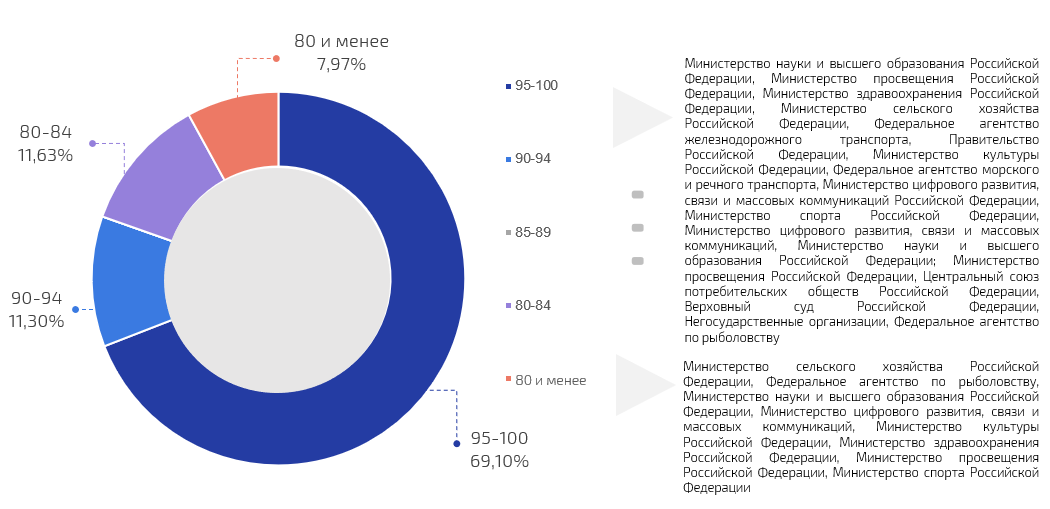 80 и менее
7,97%
80-84
11,63%
90-94
11,30%
95-100
69,10%
95-100
90-94
85-89
80-84
80 и менее
Министерство науки и высшего образования Российской
Федерации, Министерство просвещения Российской
Федерации, Министерство здравоохранения Российской
Федерации, Министерство сельского хозяйства
Российской Федерации, Федеральное агентство
железнодорожного транспорта, Правительство
Российской Федерации, Министерство культуры
Российской Федерации, Федеральное агентство морского
и речного транспорта, Министерство цифрового развития,
связи и массовых коммуникаций Российской Федерации,
Министерство спорта Российской Федерации,
Министерство цифрового развития, связи и массовых
коммуникаций, Министерство науки и высшего
образования Российской Федерации; Министерство
просвещения Российской Федерации, Центральный союз
потребительских обществ Российской Федерации,
Верховный суд Российской Федерации,
Негосударственные организации, Федеральное агентство
по рыболовству
Министерство сельского хозяйства Российской
Федерации, Федеральное агентство по рыболовству,
Министерство науки и высшего образования Российской
Федерации, Министерство цифрового развития, связи и
массовых коммуникаций, Министерство культуры
Российской Федерации, Министерство здравоохранения
Российской Федерации, Министерство просвещения
Российской Федерации, Министерство спорта Российской
Федерации